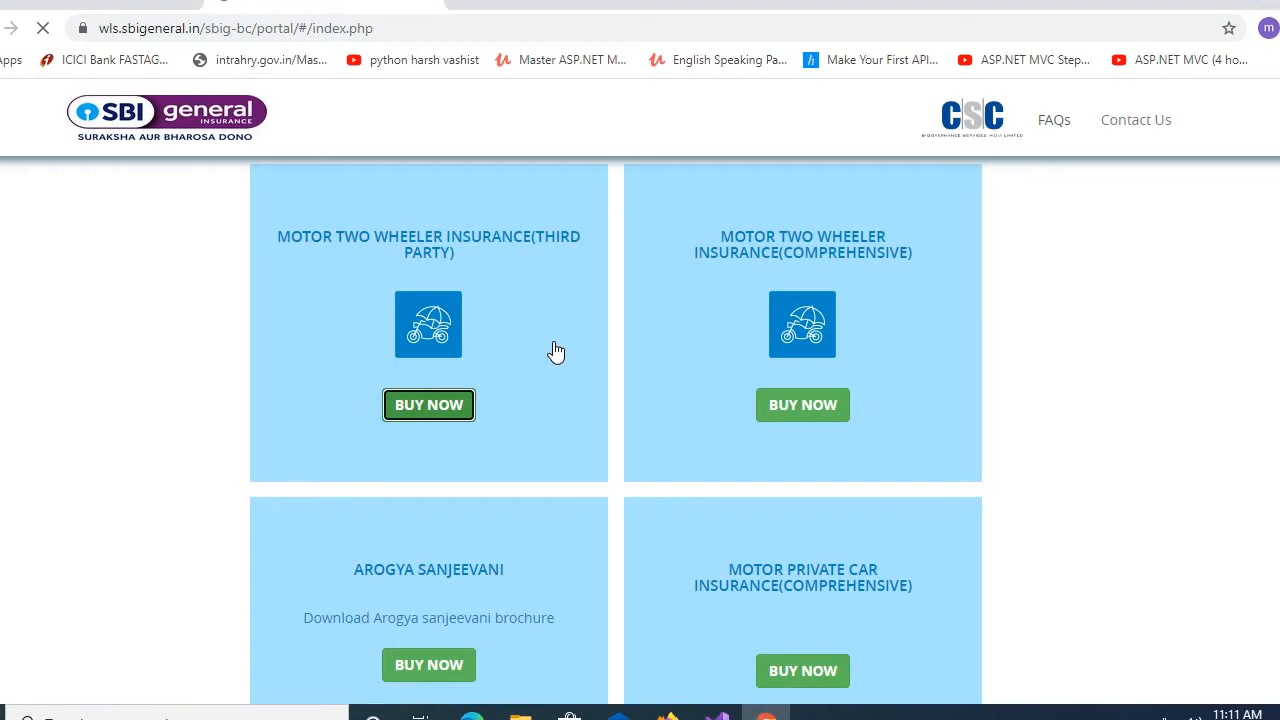 wls.sbigeneral.in/sbig-bc/portal/#/index.php
m
Apps
ICICI Bank FASTAG...
intrahry.gov.in/Mas...
python harsh vashist
Master ASP.NET M...
English Speaking Pa...
h
Make Your First API...
ASP.NET MVC Step...
ASP.NET MVC (4 ho...
SBI general
INSURANCE
SURAKSHA AUR BHAROSA DONO
CSC
E-GOVERNANCE SERVICES INDIA LIMITED
FAQs
Contact Us
MOTOR TWO WHEELER INSURANCE(THIRD
PARTY)
BUY NOW
MOTOR TWO WHEELER
INSURANCE(COMPREHENSIVE)
BUY NOW
AROGYA SANJEEVANI
Download Arogya sanjeevani brochure
BUY NOW
MOTOR PRIVATE CAR
INSURANCE(COMPREHENSIVE)
BUY NOW
11:11 AM